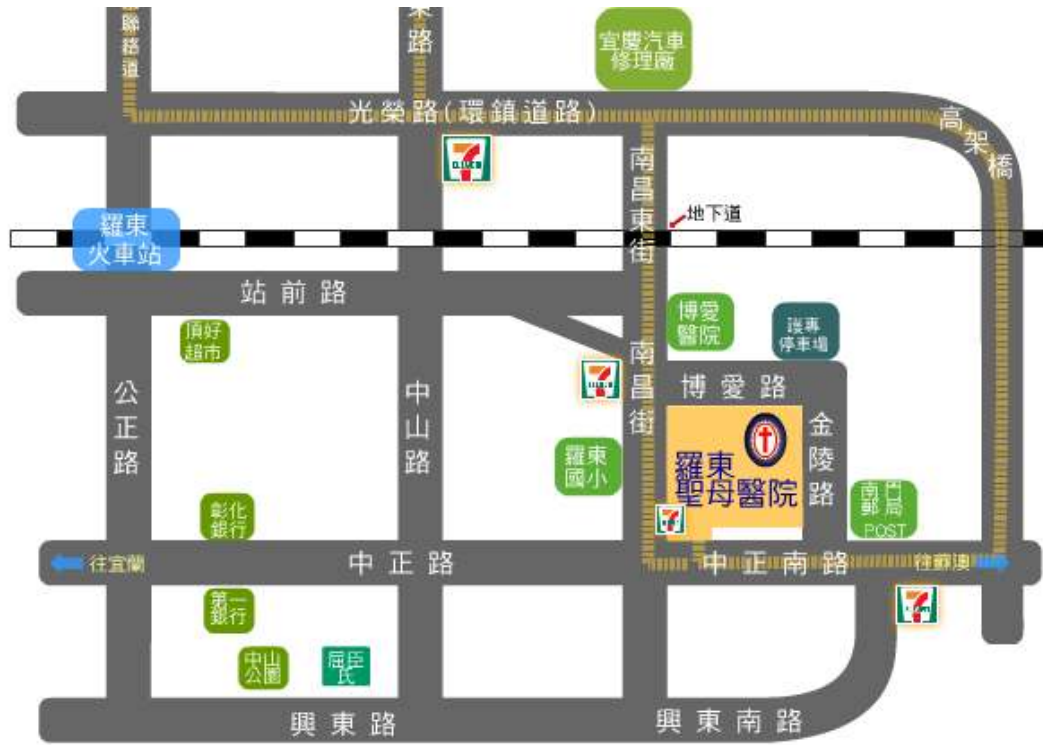 聯絡道
東路
宜慶汽車
修理廠
光榮路(環鎮道路)
高架橋
南昌東街
地下道
羅東
火車站
站前路
博愛
醫院
護專
停車場
頂好
超市
南昌街
博愛路
公正路
中山路
金陵路
羅東
國小
羅東
聖母醫院
南門
郵局
POST
彰化
銀行
往宜蘭
中正路
中正南路
往蘇澳
第一
銀行
中山
公園
屈臣
氏
興東路
興東南路